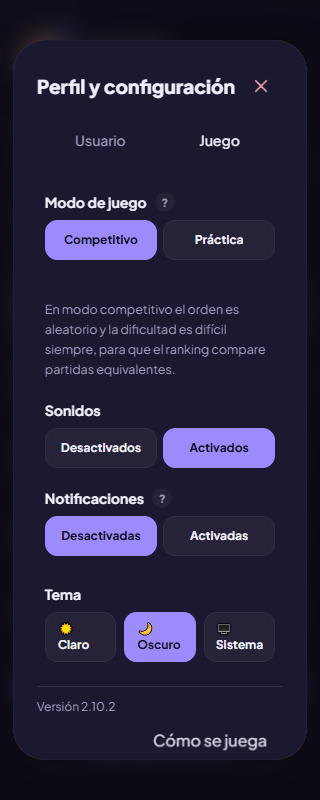 Perfil y configuración
Usuario Juego
Modo de juego ?
Competitivo Práctica
En modo competitivo el orden es
aleatorio y la dificultad es difícil
siempre, para que el ranking compare
partidas equivalentes.
Sonidos
Desactivados Activados
Notificaciones ?
Desactivadas Activadas
Tema
Claro Oscuro Sistema
Versión 2.10.2
Cómo se juega